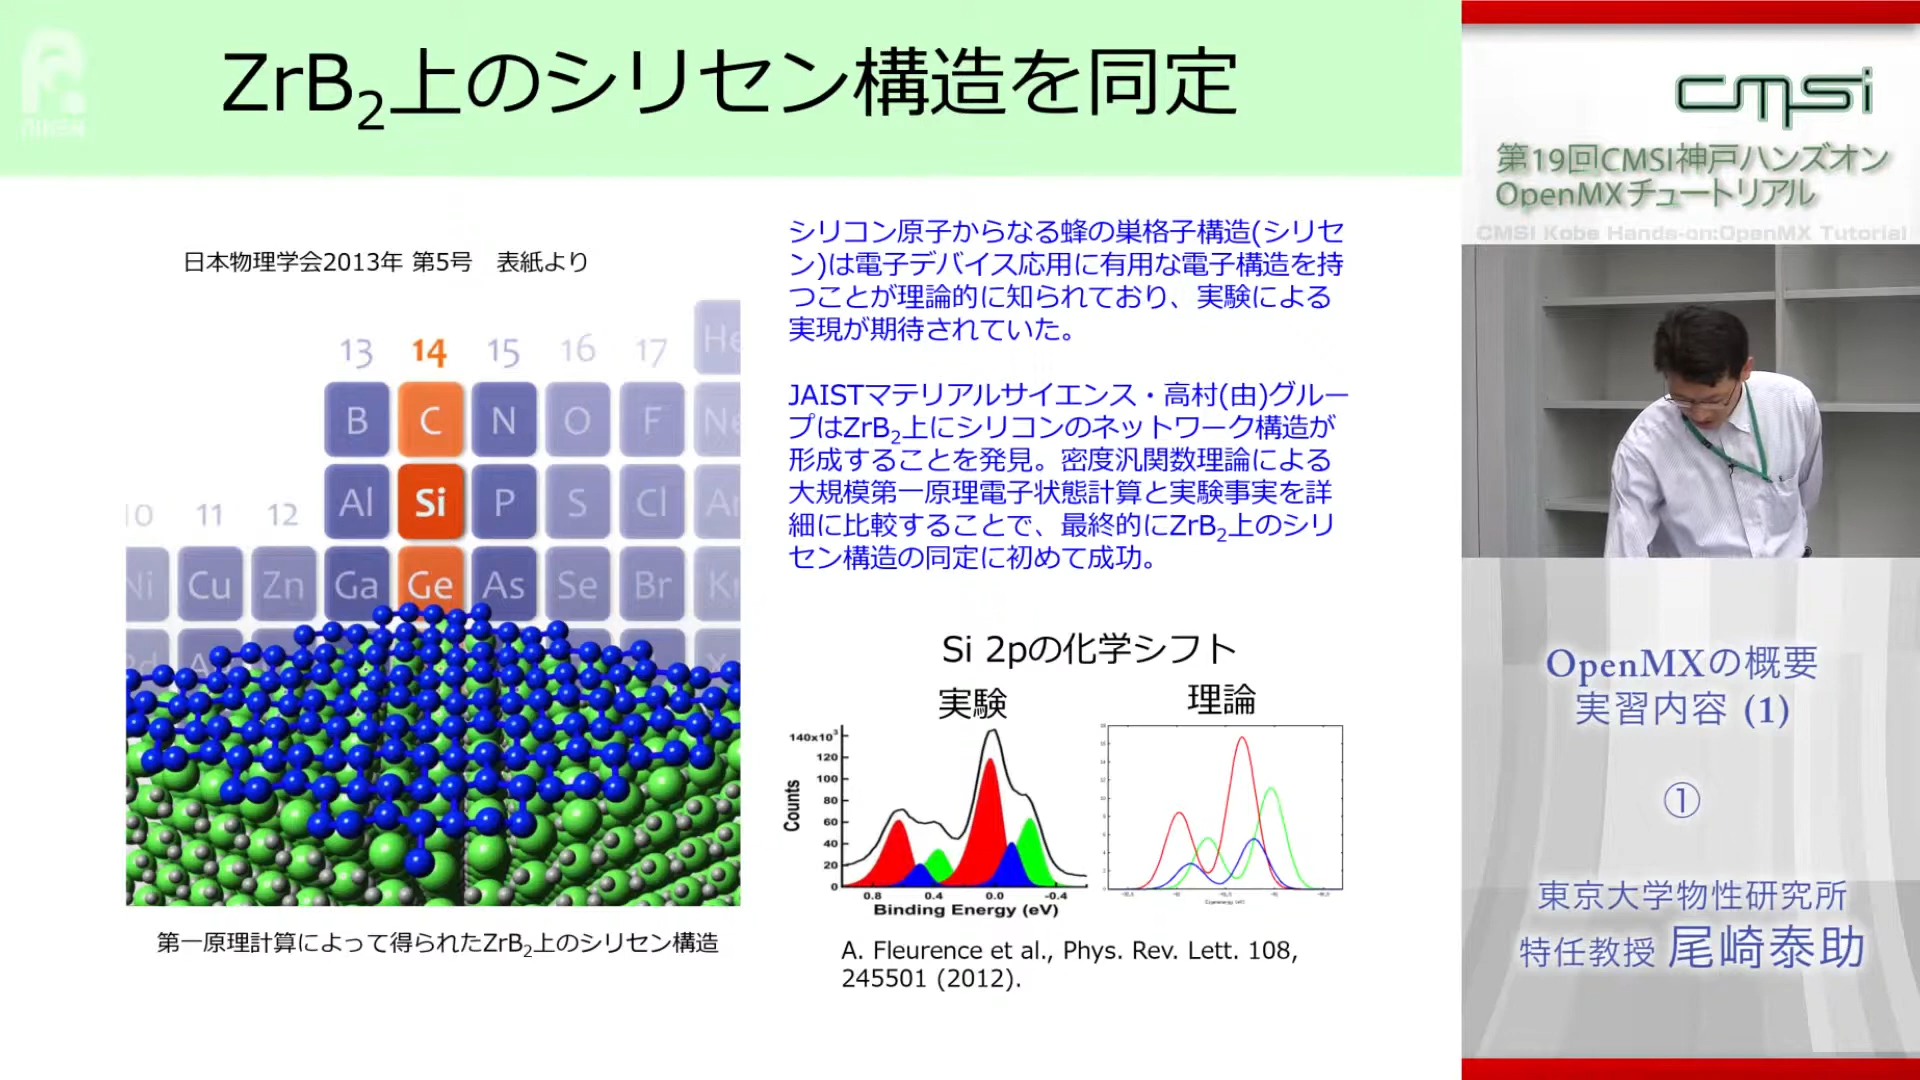 ZrB2上のシリセン構造を同定
日本物理学会2013年 第5号 表紙より
He
13 14 15 16 17
B C N O F Ne
Al Si P S Cl Ar
10 11 12
Ni Cu Zn Ga Ge As Se Br Kr
第一原理計算によって得られたZrB2上のシリセン構造
シリコン原子からなる蜂の巣格子構造(シリセ
ン)は電子デバイス応用に有用な電子構造を持
つことが理論的に知られており、実験による
実現が期待されていた。
JAISTマテリアルサイエンス・高村(由)グルー
プはZrB2上にシリコンのネットワーク構造が
形成することを発見。密度汎関数理論による
大規模第一原理電子状態計算と実験事実を詳
細に比較することで、最終的にZrB2上のシリ
セン構造の同定に初めて成功。
Si 2pの化学シフト
実験
理論
140x10³
120
100
80
60
40
20
0
Counts
0.8 0.4 0.0 -0.4
Binding Energy (eV)
A. Fleurence et al., Phys. Rev. Lett. 108,
245501 (2012).
cmsi
第19回CMSI神戸ハンズオン
OpenMXチュートリアル
CMSI Kobe Hands-on:OpenMX Tutorial
OpenMXの概要
実習内容 (1)
①
東京大学物性研究所
特任教授 尾崎泰助